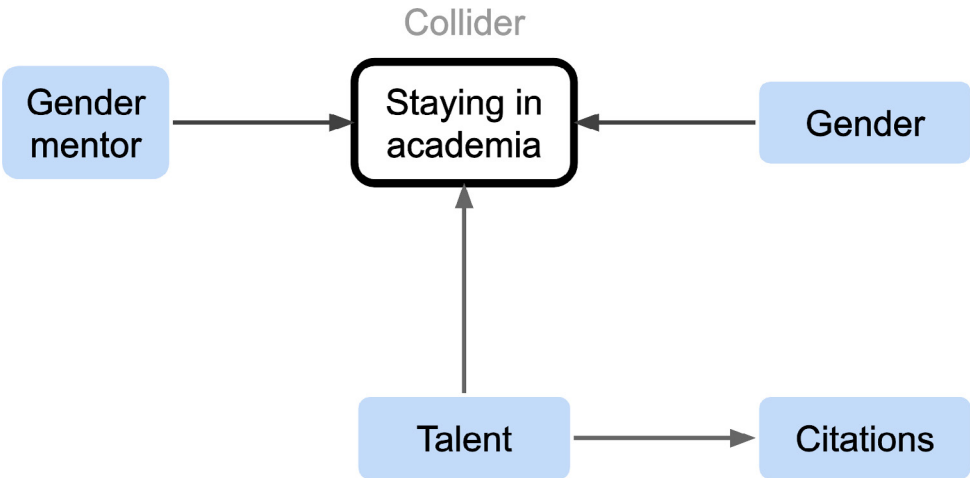 Collider
Gender
mentor
Staying in
academia
Gender
Talent
Citations